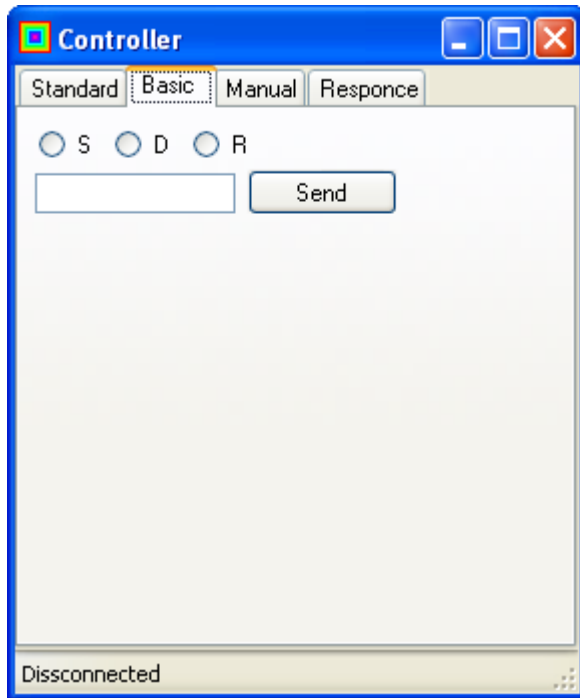 Controller
Standard Basic Manual Responce
S D R
Send
Dissconnected